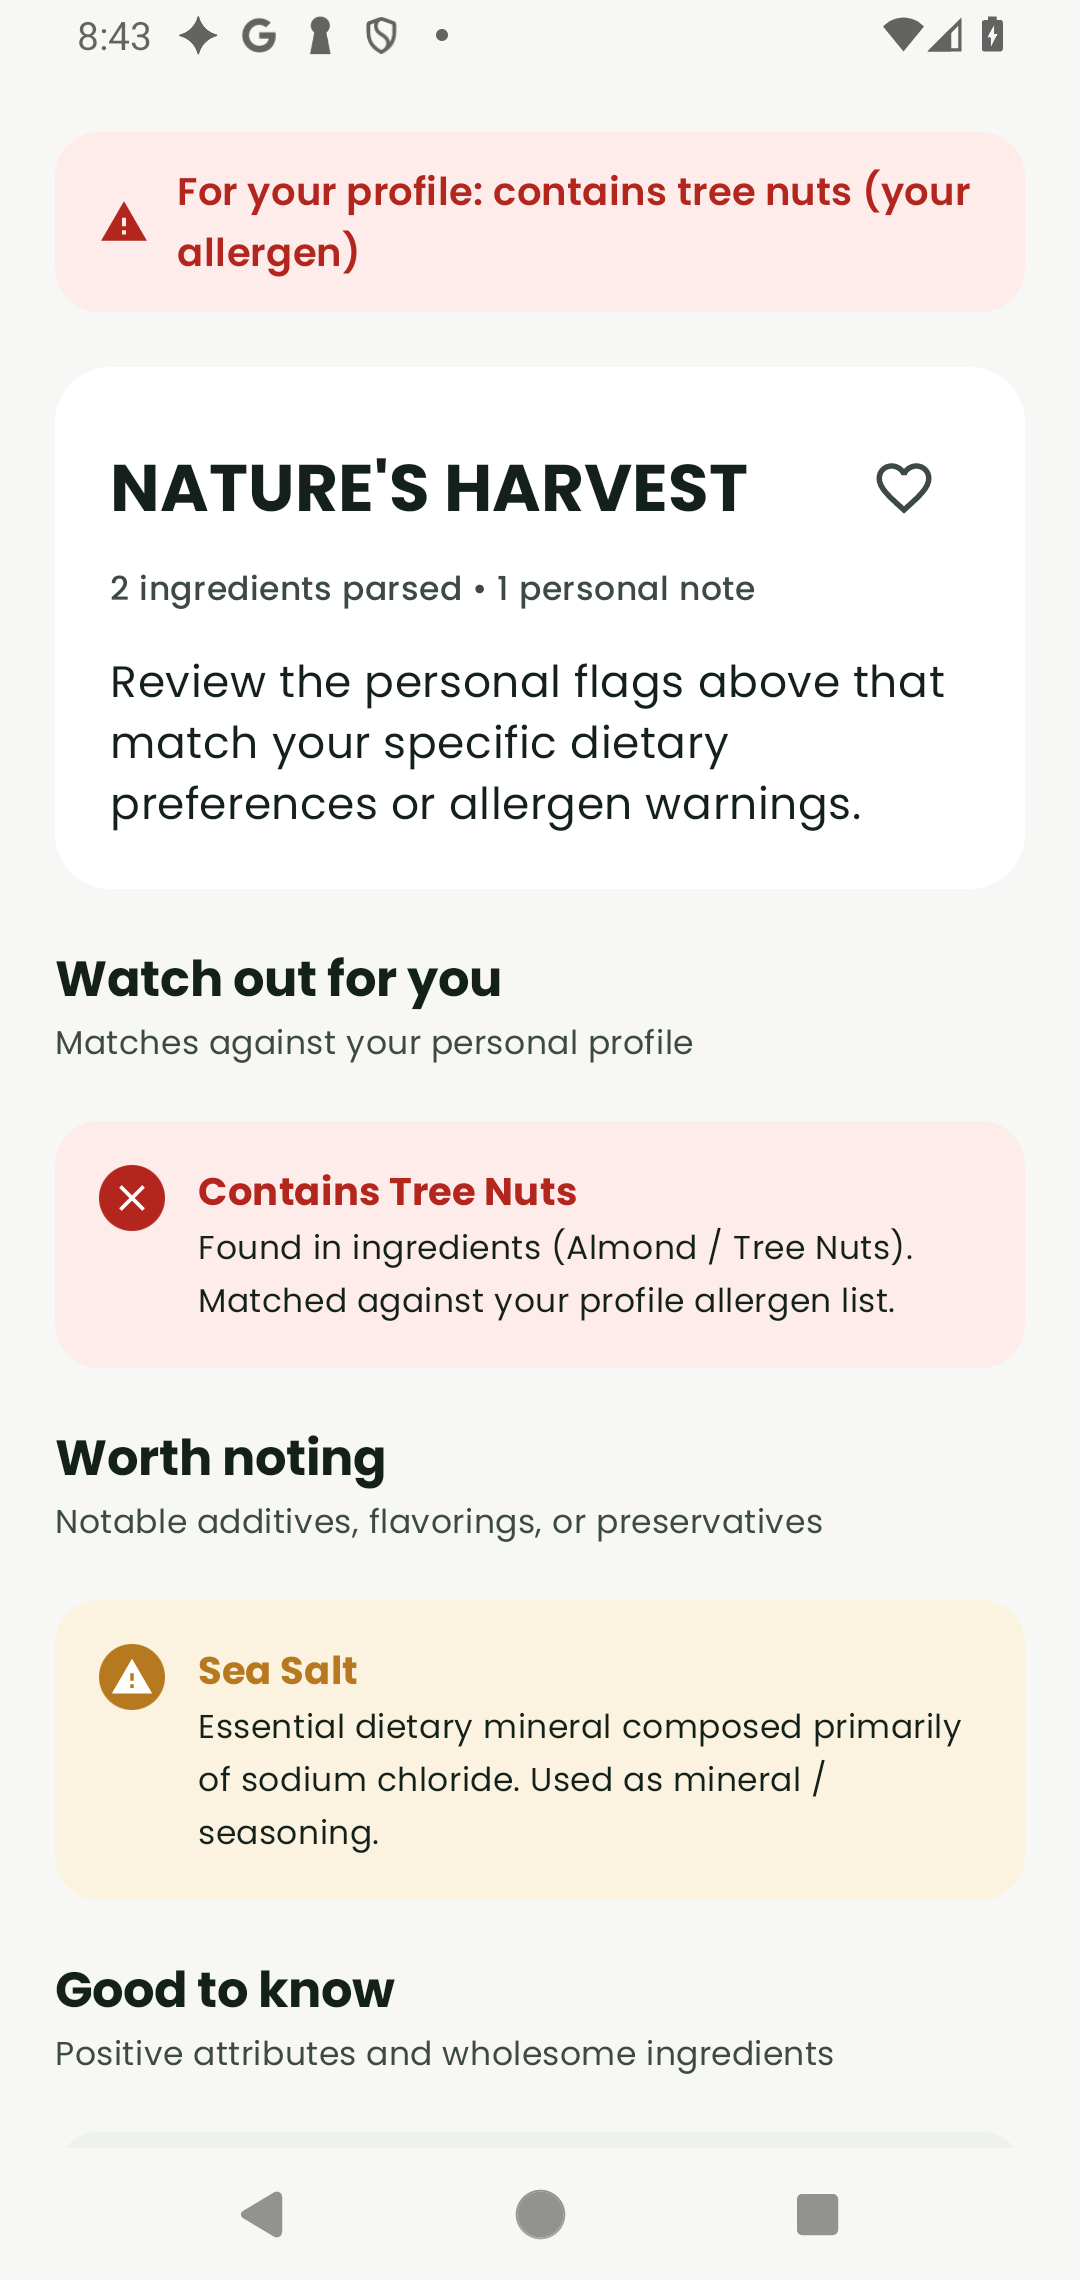 8:43
For your profile: contains tree nuts (your
allergen)
NATURE'S HARVEST
2 ingredients parsed • 1 personal note
Review the personal flags above that
match your specific dietary
preferences or allergen warnings.
Watch out for you
Matches against your personal profile
Contains Tree Nuts
Found in ingredients (Almond / Tree Nuts).
Matched against your profile allergen list.
Worth noting
Notable additives, flavorings, or preservatives
Sea Salt
Essential dietary mineral composed primarily
of sodium chloride. Used as mineral /
seasoning.
Good to know
Positive attributes and wholesome ingredients